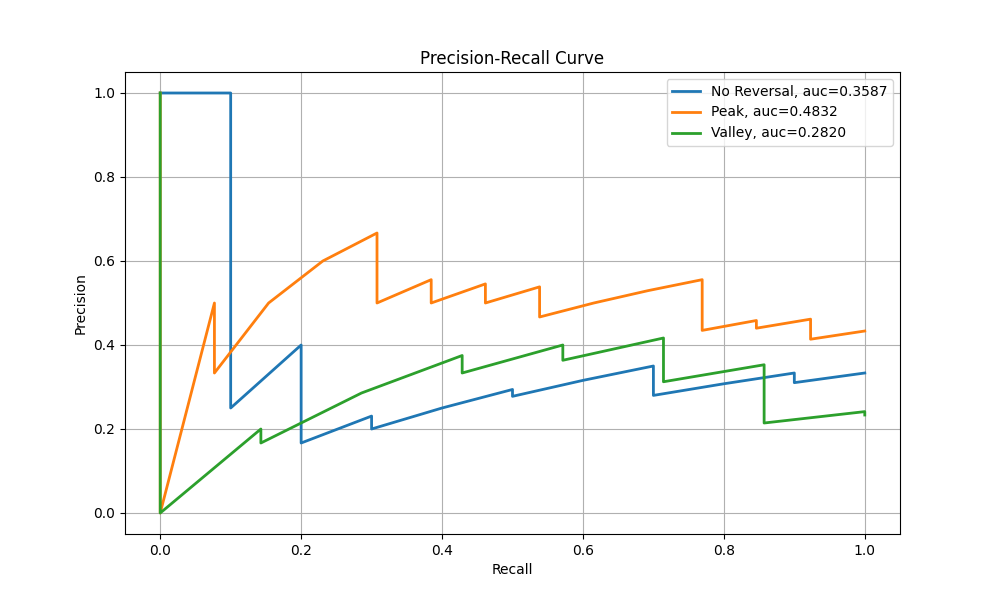 Precision-Recall Curve
No Reversal, auc=0.3587
Peak, auc=0.4832
Valley, auc=0.2820
Precision
1.0
0.8
0.6
0.4
0.2
0.0
0.0 0.2 0.4 0.6 0.8 1.0
Recall